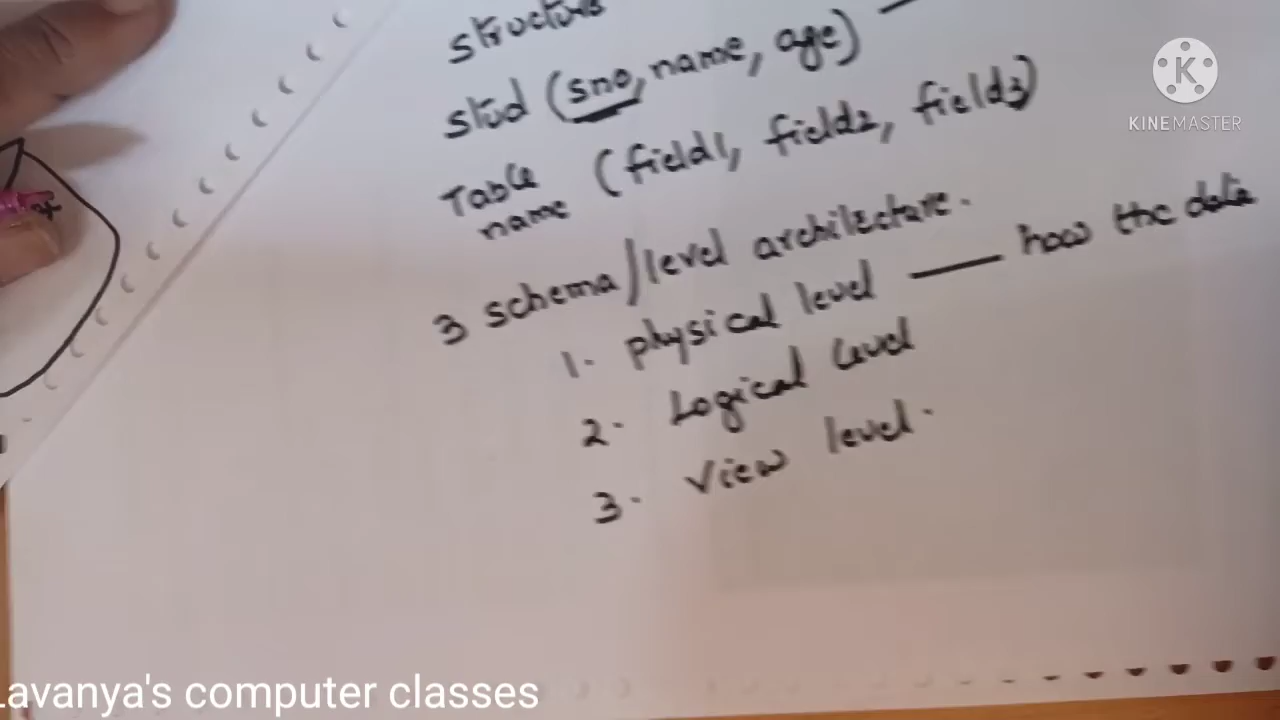 structure
stud (sno, name, age)
Table name (field1, field2, field3)
3 schema/level architecture.
1. physical level — how the data
2. Logical level
3. View level.
KINEMASTER
Lavanya's computer classes